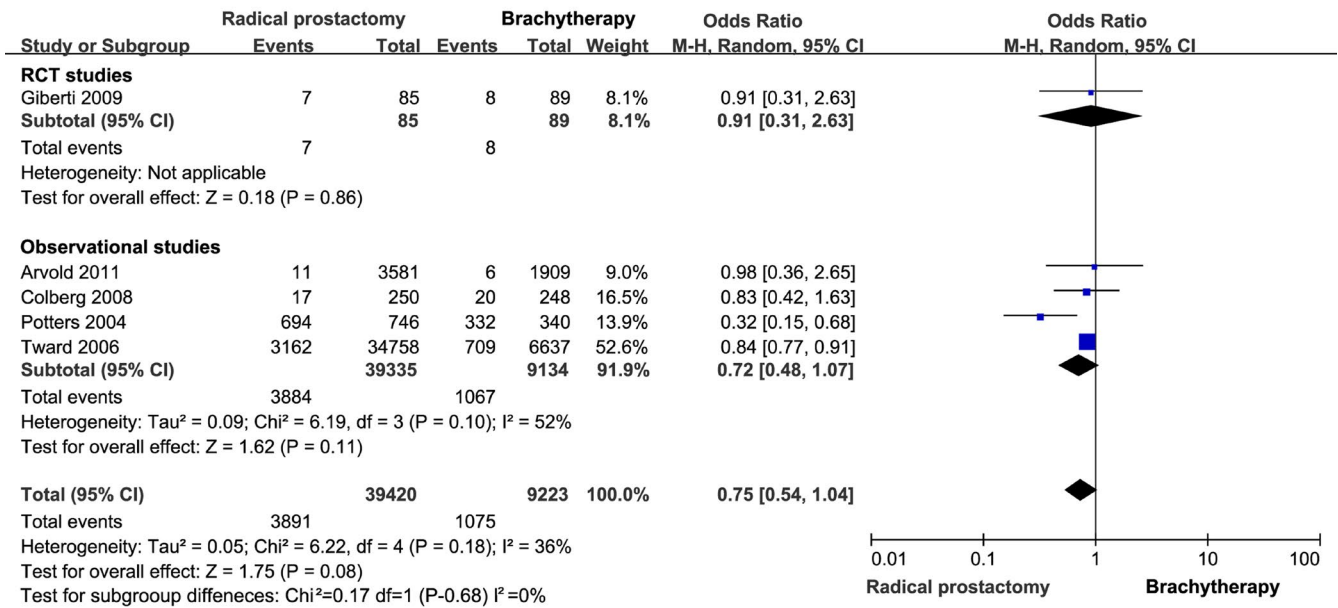 Radical prostactomy Brachytherapy Odds Ratio Odds Ratio
Study or Subgroup Events Total Events Total Weight M-H, Random, 95% CI M-H, Random, 95% CI
RCT studies
Giberti 2009 7 85 8 89 8.1% 0.91 [0.31, 2.63]
Subtotal (95% CI) 85 89 8.1% 0.91 [0.31, 2.63]
Total events 7 8
Heterogeneity: Not applicable
Test for overall effect: Z = 0.18 (P = 0.86)
Observational studies
Arvold 2011 11 3581 6 1909 9.0% 0.98 [0.36, 2.65]
Colberg 2008 17 250 20 248 16.5% 0.83 [0.42, 1.63]
Potters 2004 694 746 332 340 13.9% 0.32 [0.15, 0.68]
Tward 2006 3162 34758 709 6637 52.6% 0.84 [0.77, 0.91]
Subtotal (95% CI) 39335 9134 91.9% 0.72 [0.48, 1.07]
Total events 3884 1067
Heterogeneity: Tau² = 0.09; Chi² = 6.19, df = 3 (P = 0.10); I² = 52%
Test for overall effect: Z = 1.62 (P = 0.11)
Total (95% CI) 39420 9223 100.0% 0.75 [0.54, 1.04]
Total events 3891 1075
Heterogeneity: Tau² = 0.05; Chi² = 6.22, df = 4 (P = 0.18); I² = 36%
Test for overall effect: Z = 1.75 (P = 0.08)
Test for subgrooup diffeneces: Chi²=0.17 df=1 (P-0.68) I²=0%
0.01 0.1 1 10 100
Radical prostactomy Brachytherapy